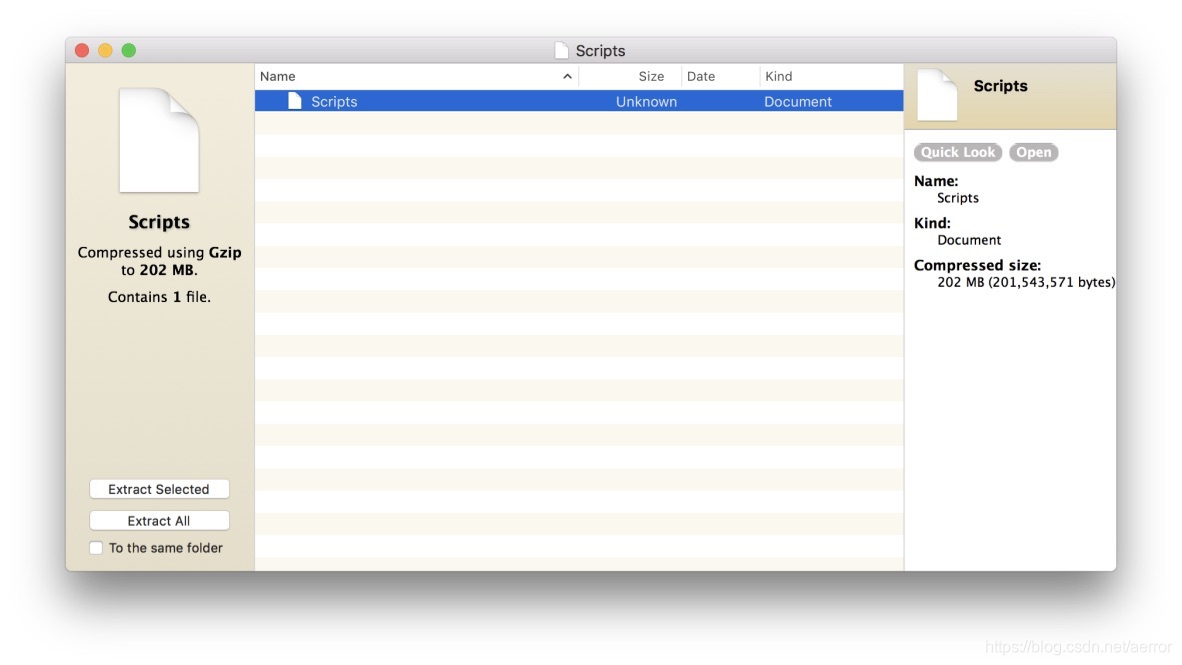 Scripts
Name Size Date Kind
Scripts Unknown Document
Scripts
Compressed using Gzip
to 202 MB.
Contains 1 file.
Extract Selected
Extract All
To the same folder
Scripts
Quick Look Open
Name:
Scripts
Kind:
Document
Compressed size:
202 MB (201,543,571 bytes)
https://blog.csdn.net/aerror